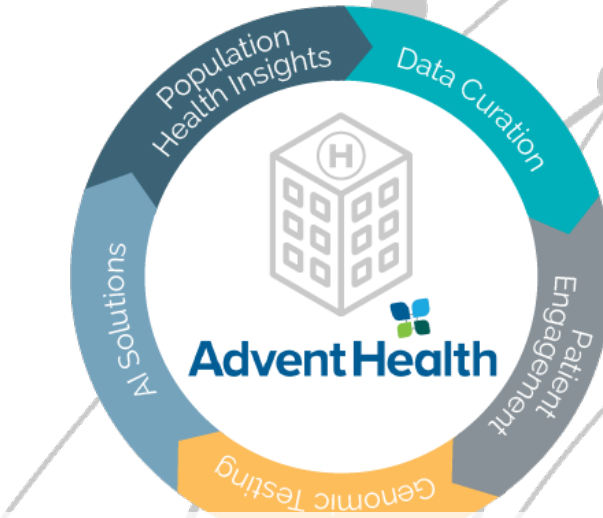 Population
Health Insights
Data Curation
Patient
Engagement
Genomic Testing
AI Solutions
H
AdventHealth